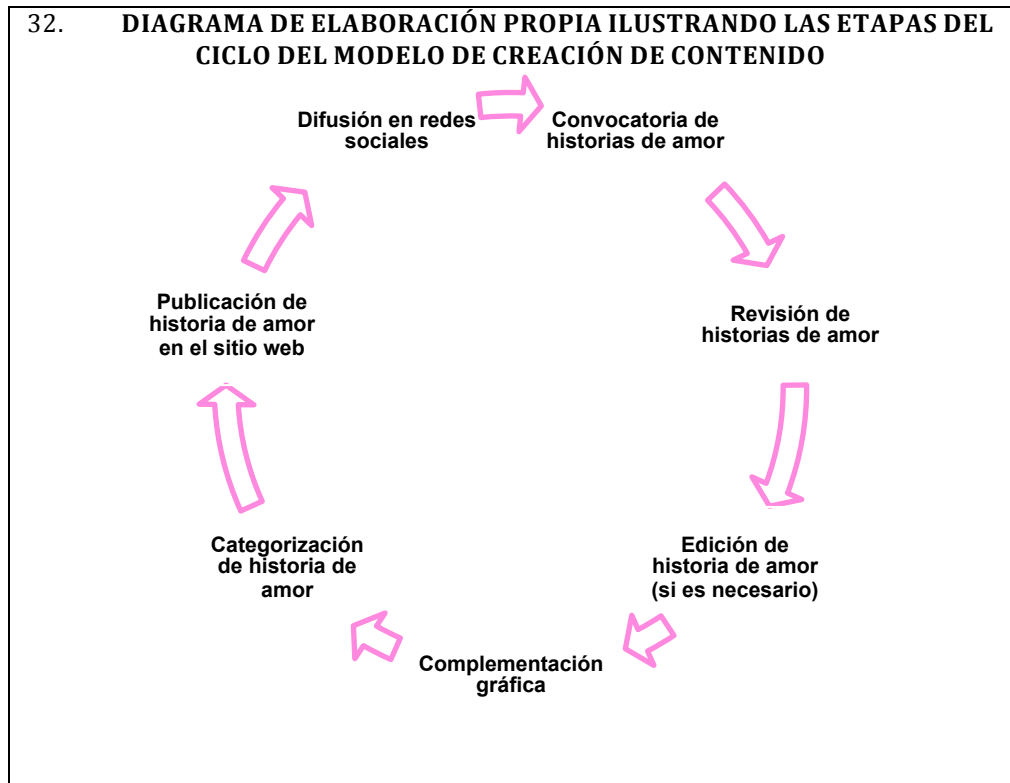 32. DIAGRAMA DE ELABORACIÓN PROPIA ILUSTRANDO LAS ETAPAS DEL
CICLO DEL MODELO DE CREACIÓN DE CONTENIDO
Difusión en redes
sociales
Convocatoria de
historias de amor
Revisión de
historias de amor
Edición de
historia de amor
(si es necesario)
Complementación
gráfica
Categorización
de historia de
amor
Publicación de
historia de amor
en el sitio web